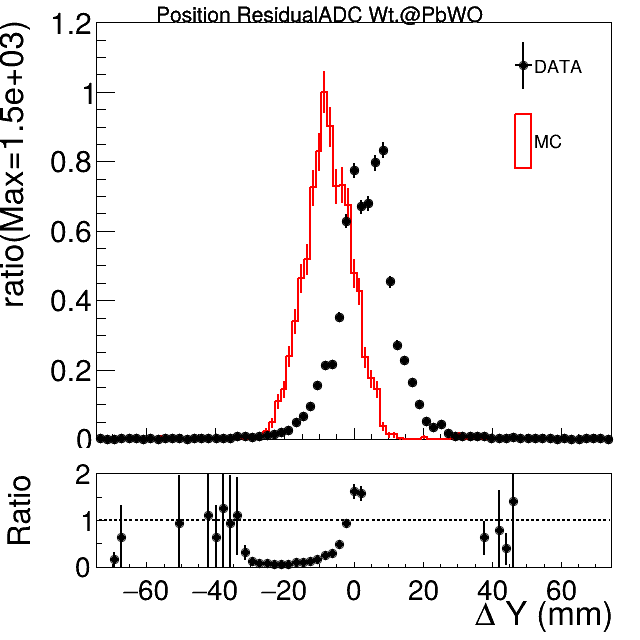 Position ResidualADC Wt.@PbWO
ratio(Max=1.5e+03)
1.2
1
0.8
0.6
0.4
0.2
0
DATA
MC
Ratio
2
1
0
−60 −40 −20 0 20 40 60
Δ Y (mm)